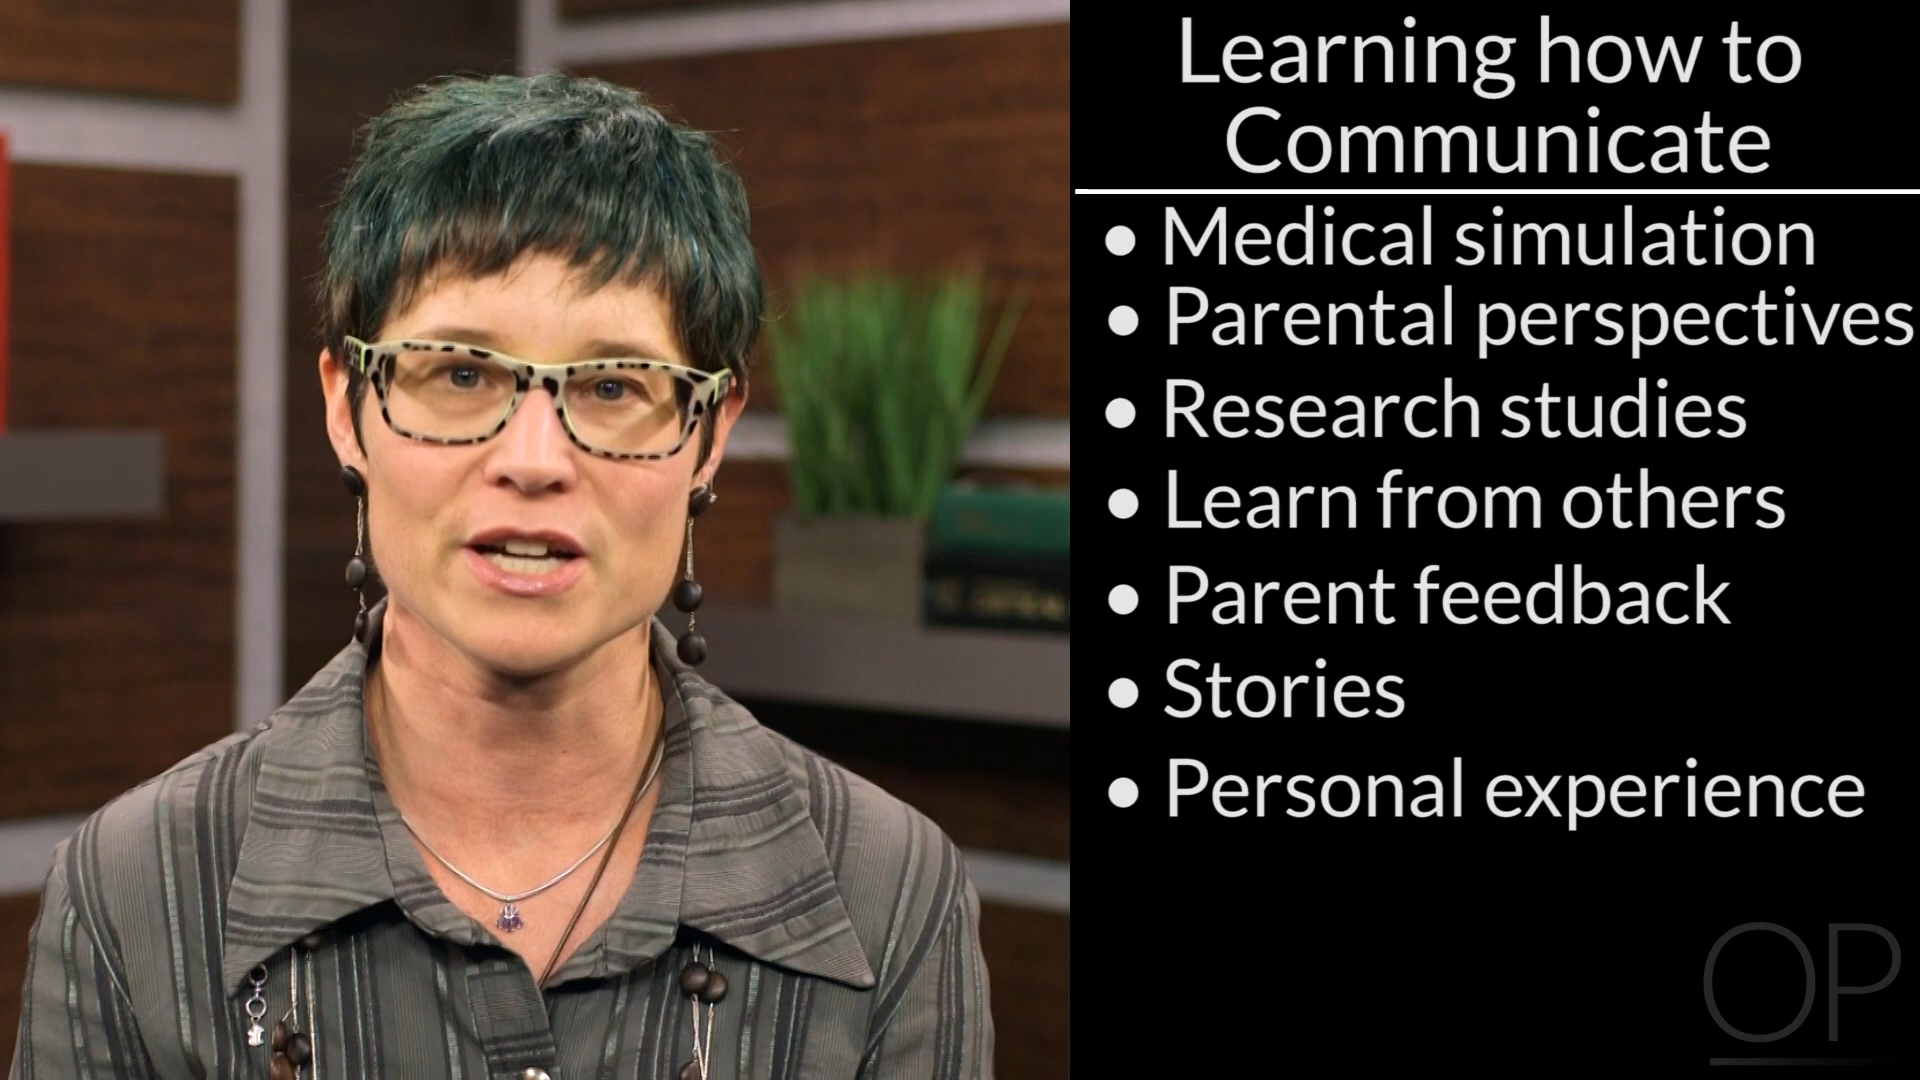 Learning how to
Communicate
• Medical simulation
• Parental perspectives
• Research studies
• Learn from others
• Parent feedback
• Stories
• Personal experience
OP